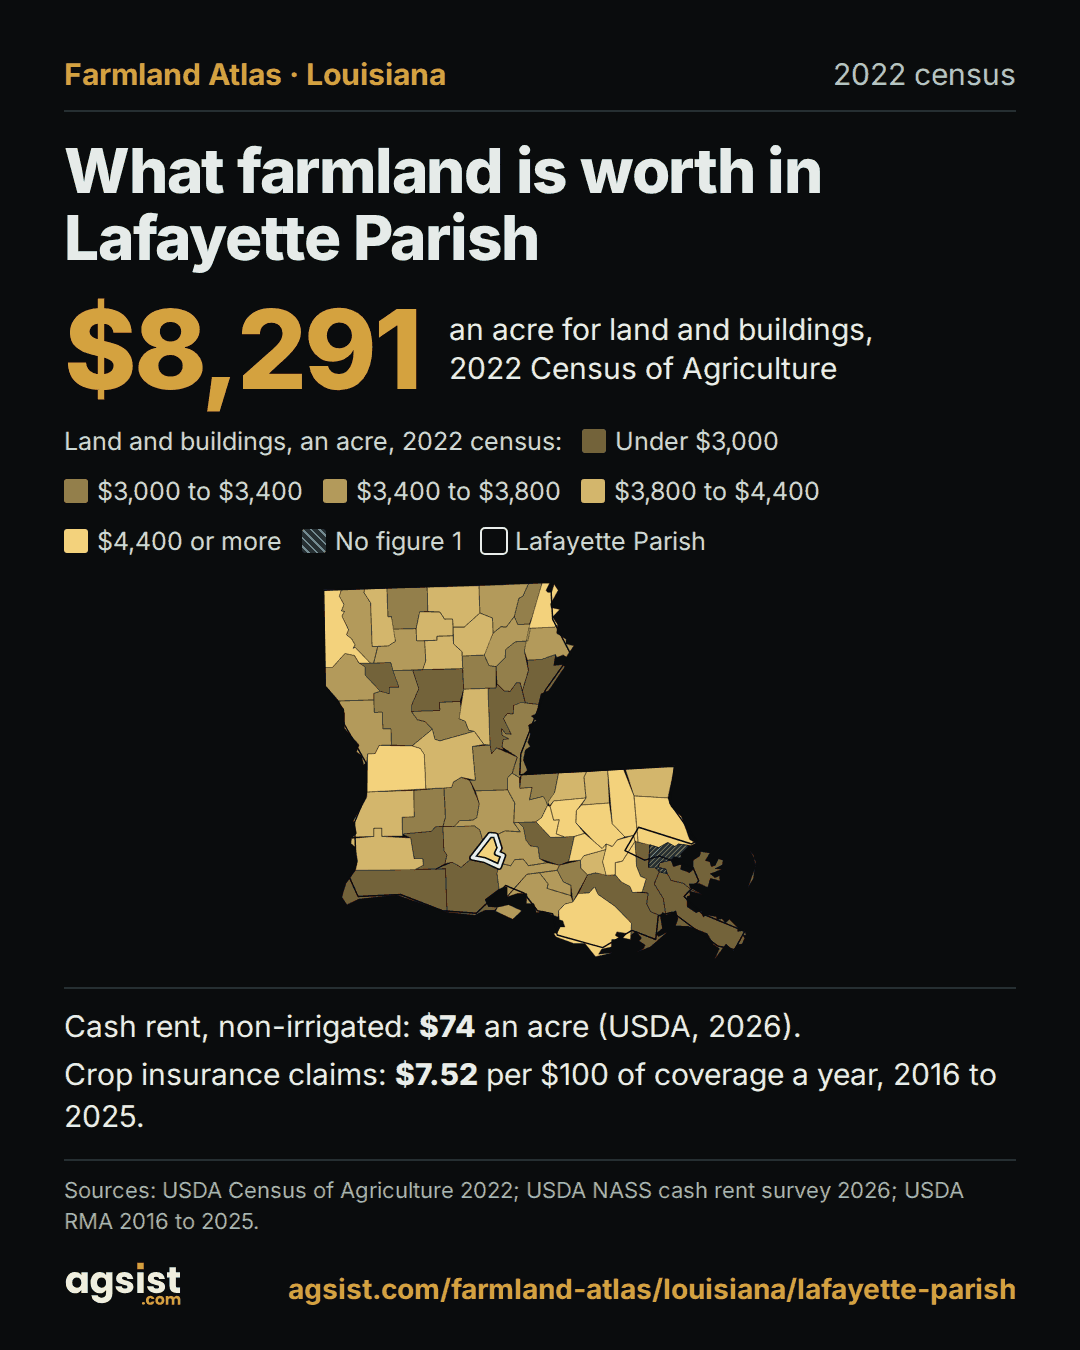 Farmland Atlas · Louisiana
2022 census
What farmland is worth in
Lafayette Parish
$8,291
an acre for land and buildings,
2022 Census of Agriculture
Land and buildings, an acre, 2022 census: Under $3,000
$3,000 to $3,400 $3,400 to $3,800 $3,800 to $4,400
$4,400 or more No figure 1 Lafayette Parish
Cash rent, non-irrigated: $74 an acre (USDA, 2026).
Crop insurance claims: $7.52 per $100 of coverage a year, 2016 to
2025.
Sources: USDA Census of Agriculture 2022; USDA NASS cash rent survey 2026; USDA
RMA 2016 to 2025.
agsist
.com
agsist.com/farmland-atlas/louisiana/lafayette-parish